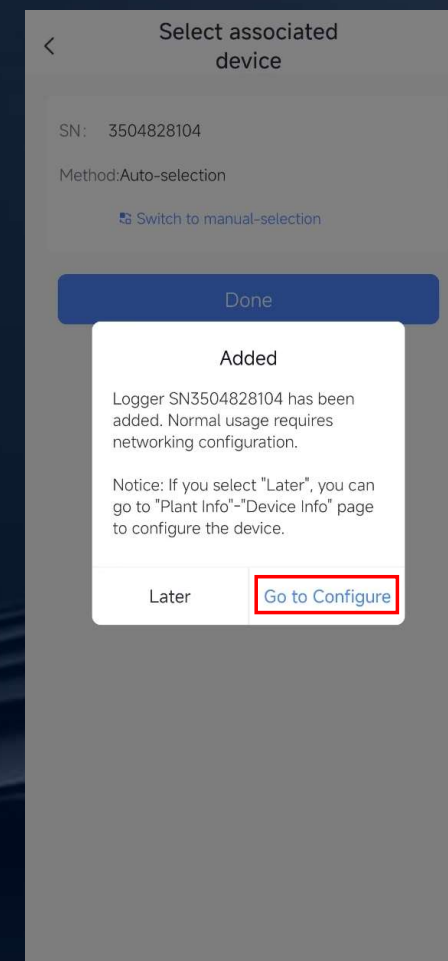 Select associated
device
SN: 3504828104
Method:Auto-selection
Switch to manual-selection
Done
Added
Logger SN3504828104 has been
added. Normal usage requires
networking configuration.
Notice: If you select "Later", you can
go to "Plant Info"-"Device Info" page
to configure the device.
Later
Go to Configure